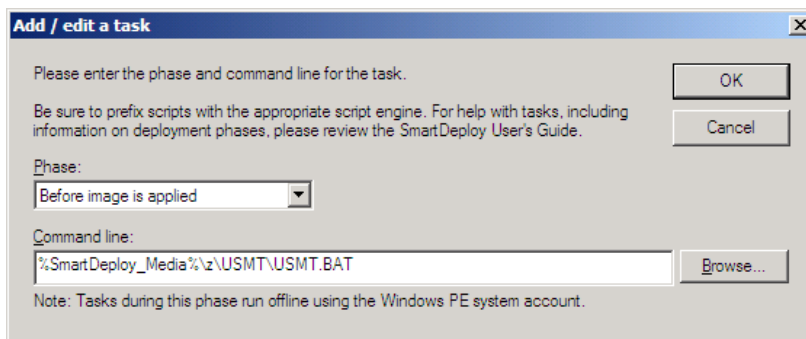 Add / edit a task
Please enter the phase and command line for the task.
OK
Be sure to prefix scripts with the appropriate script engine. For help with tasks, including
information on deployment phases, please review the SmartDeploy User's Guide.
Cancel
Phase:
Before image is applied
Command line:
%SmartDeploy_Media%\z\USMT\USMT.BAT
Browse...
Note: Tasks during this phase run offline using the Windows PE system account.